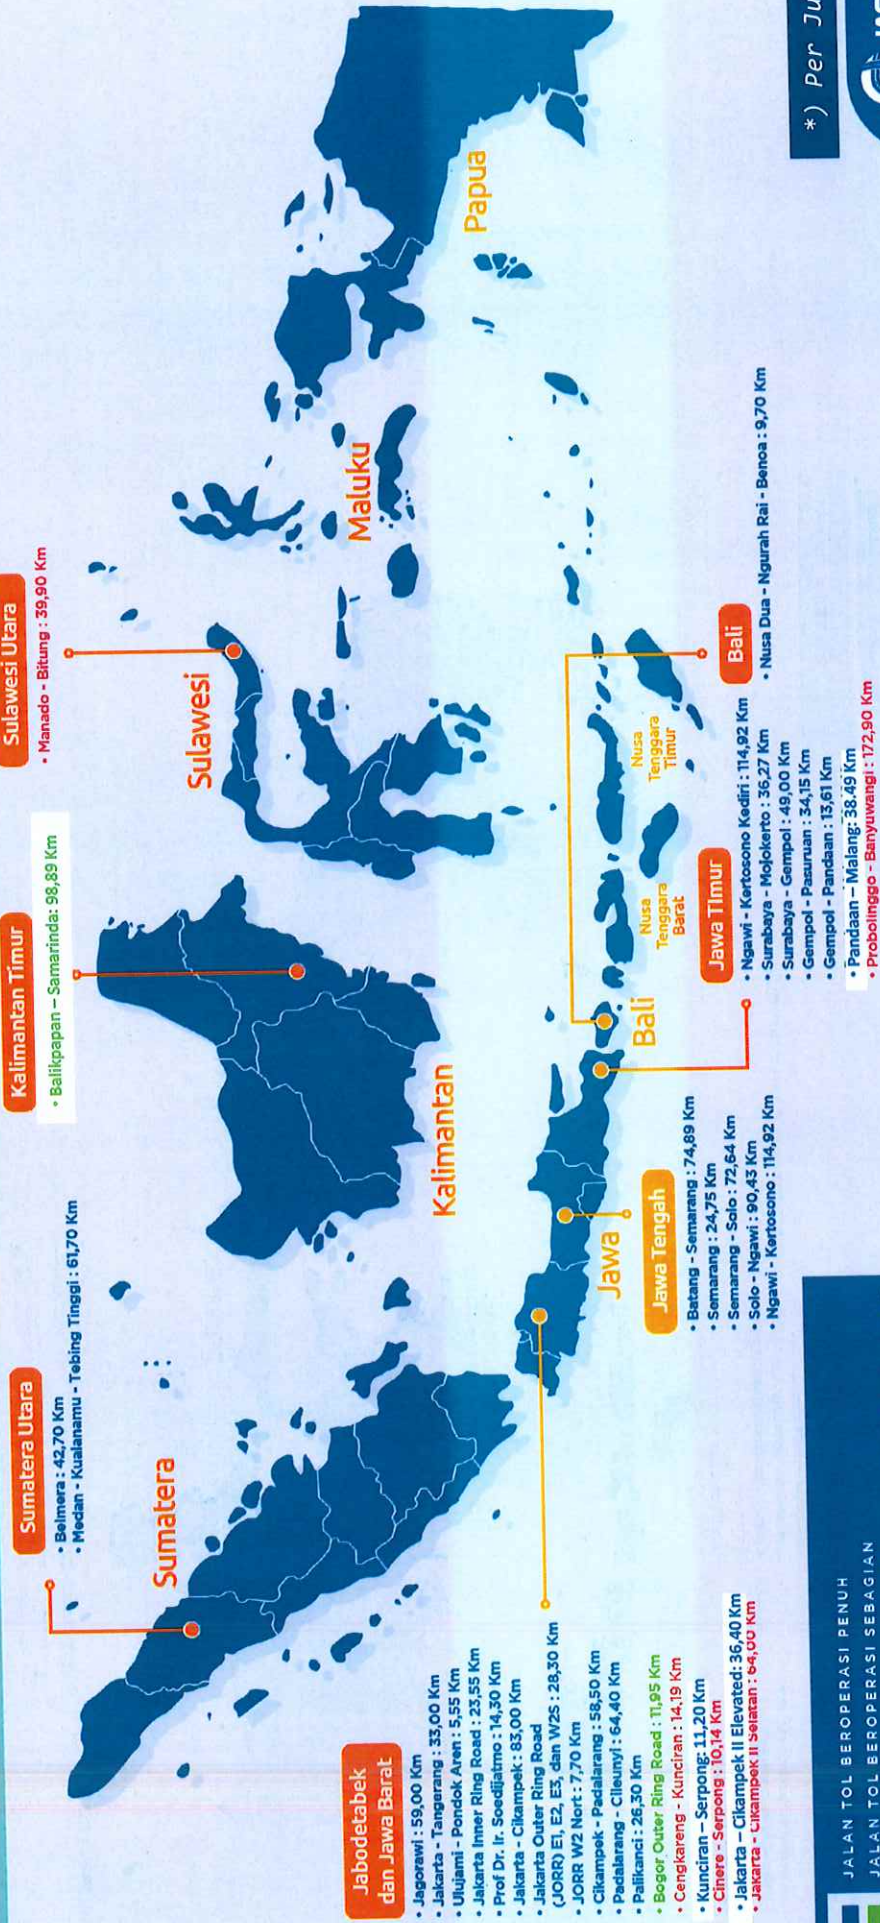 Sumatera Utara
• Belmera : 42,70 Km
• Medan - Kualanamu - Tebing Tinggi : 61,70 Km
Kalimantan Timur
• Balikpapan – Samarinda: 98,89 Km
Sulawesi Utara
• Manado - Bitung : 39,90 Km
Sumatera
Kalimantan
Sulawesi
Maluku
Papua
Jawa
Bali
Nusa
Tenggara
Barat
Nusa
Tenggara
Timur
Jabodetabek
dan Jawa Barat
• Jagorawi : 59,00 Km
• Jakarta - Tangerang : 33,00 Km
• Ulujami - Pondok Aren : 5,55 Km
• Jakarta Inner Ring Road : 23,55 Km
• Prof Dr. Ir. Soedijatmo : 14,30 Km
• Jakarta - Cikampek : 83,00 Km
• Jakarta Outer Ring Road
(JORR) E1, E2, E3, dan W2S : 28,30 Km
• JORR W2 Nort : 7,70 Km
• Cikampek - Padalarang : 58,50 Km
• Padalarang - Cileunyi : 64,40 Km
• Palikanci : 26,30 Km
• Bogor Outer Ring Road : 11,95 Km
• Cengkareng - Kunciran : 14,19 Km
• Kunciran – Serpong: 11,20 Km
• Cinere - Serpong : 10,14 Km
• Jakarta – Cikampek II Elevated: 36,40 Km
• Jakarta - Cikampek II Selatan : 64,00 Km
Jawa Tengah
• Batang - Semarang : 74,89 Km
• Semarang : 24,75 Km
• Semarang - Solo : 72,64 Km
• Solo - Ngawi : 90,43 Km
• Ngawi - Kertosono : 114,92 Km
Jawa TImur
• Ngawi - Kertosono Kediri : 114,92 Km
• Surabaya - Mojokerto : 36,27 Km
• Surabaya - Gempol : 49,00 Km
• Gempol - Pasuruan : 34,15 Km
• Gempol - Pandaan : 13,61 Km
• Pandaan – Malang: 38.49 Km
• Probolinggo - Banyuwangi : 172,90 Km
Bali
• Nusa Dua - Ngurah Rai - Benoa : 9,70 Km
JALAN TOL BEROPERASI PENUH
JALAN TOL BEROPERASI SEBAGIAN
*) Per Ju